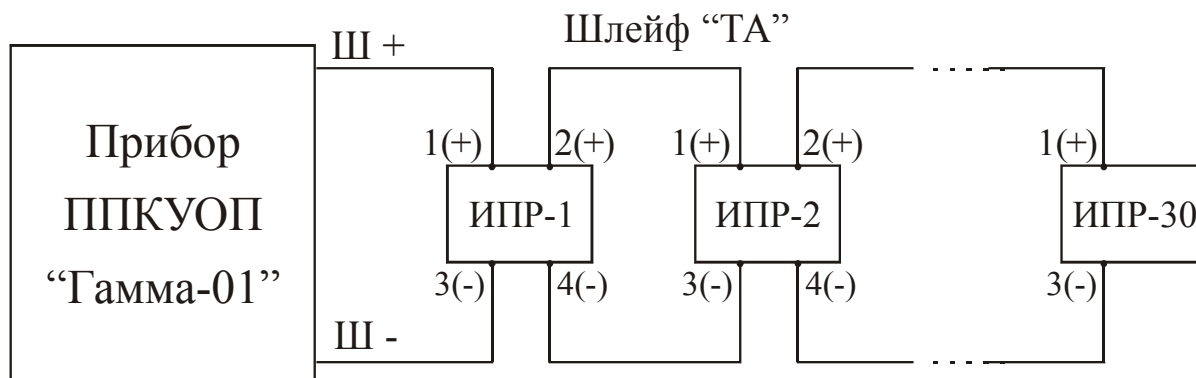 Шлейф “ТА”
Ш +
Прибор
ППКУОП
“Гамма-01”
1(+) 2(+) 1(+) 2(+) 1(+)
ИПР-1 ИПР-2 ИПР-30
3(-) 4(-) 3(-) 4(-) 3(-)
Ш -